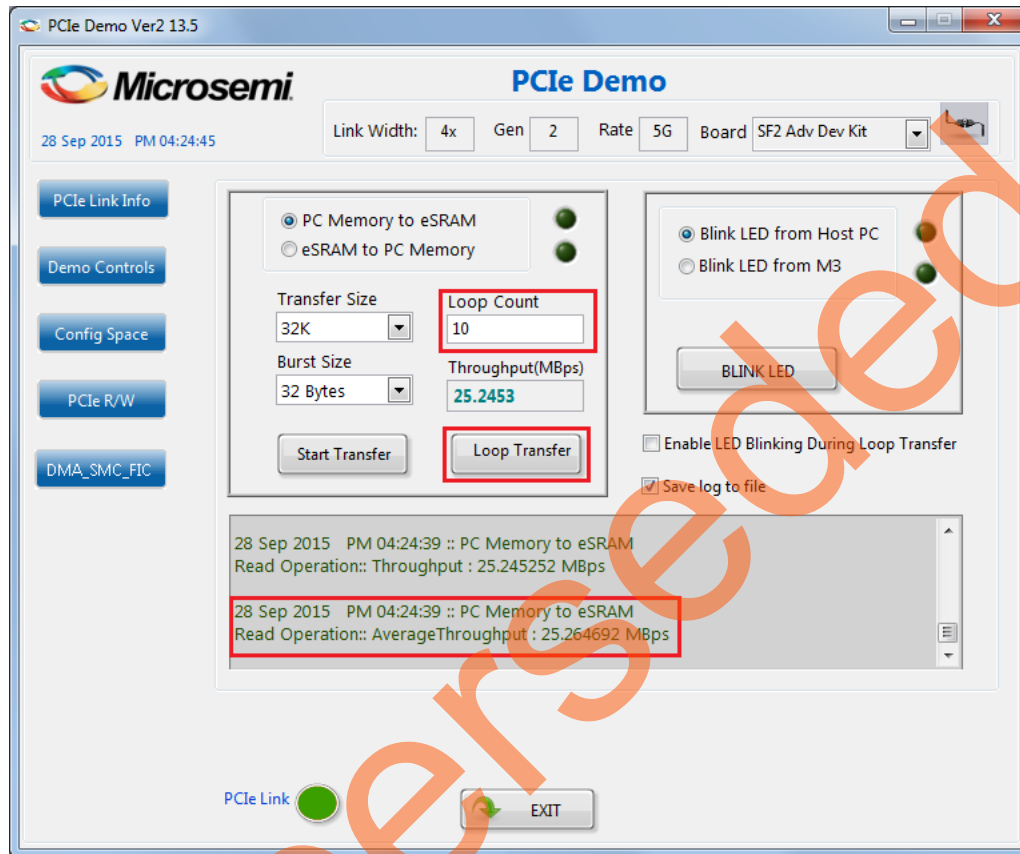 PCIe Demo Ver2 13.5
Microsemi.
PCIe Demo
28 Sep 2015 PM 04:24:45
Link Width: 4x Gen 2 Rate 5G Board SF2 Adv Dev Kit
PCIe Link Info
Demo Controls
Config Space
PCIe R/W
DMA_SMC_FIC
PC Memory to eSRAM
eSRAM to PC Memory
Transfer Size
Loop Count
32K
10
Burst Size
Throughput(MBps)
32 Bytes
25.2453
Start Transfer
Loop Transfer
Blink LED from Host PC
Blink LED from M3
BLINK LED
Enable LED Blinking During Loop Transfer
Save log to file
28 Sep 2015 PM 04:24:39 :: PC Memory to eSRAM
Read Operation:: Throughput : 25.245252 MBps
28 Sep 2015 PM 04:24:39 :: PC Memory to eSRAM
Read Operation:: AverageThroughput : 25.264692 MBps
PCIe Link
EXIT